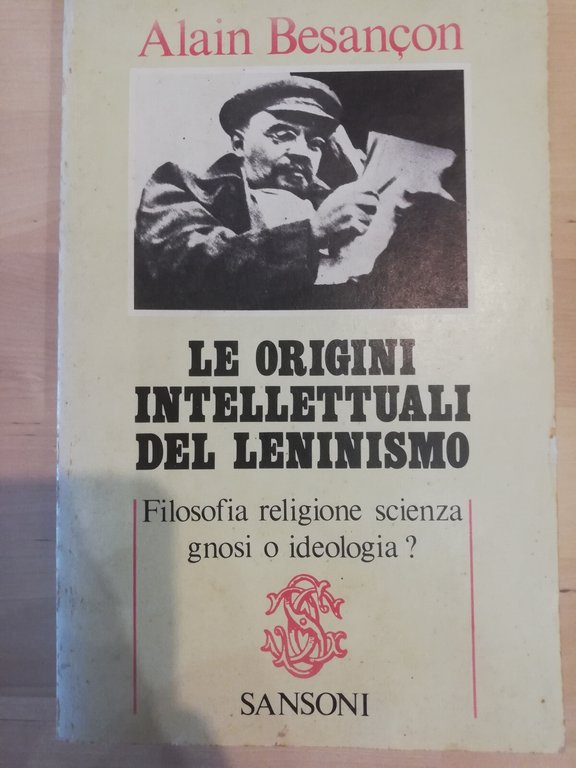 Alain Besançon
LE ORIGINI
INTELLETTUALI
DEL LENINISMO
Filosofia religione scienza
gnosi o ideologia ?
SANSONI